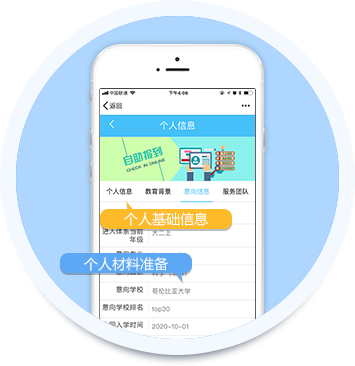 中国联通
下午4:06
返回
个人信息
自助报到
CHECK IN ONLINE
个人信息 教育背景 意向信息 服务团队
个人基础信息
进入体系当前年级 大二上
个人材料准备
意向学校 哥伦比亚大学
意向学校排名 top30
入学时间 2020-10-01